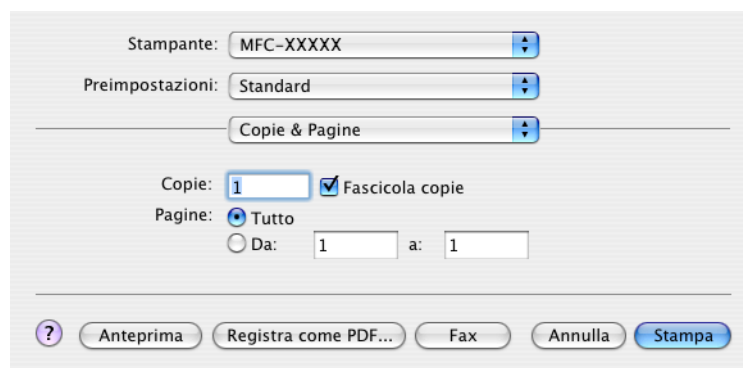 Stampante: MFC-XXXXX
Preimpostazioni: Standard
Copie & Pagine
Copie: 1 Fascicola copie
Pagine: Tutto
Da: 1 a: 1
? Anteprima Registra come PDF... Fax Annulla Stampa